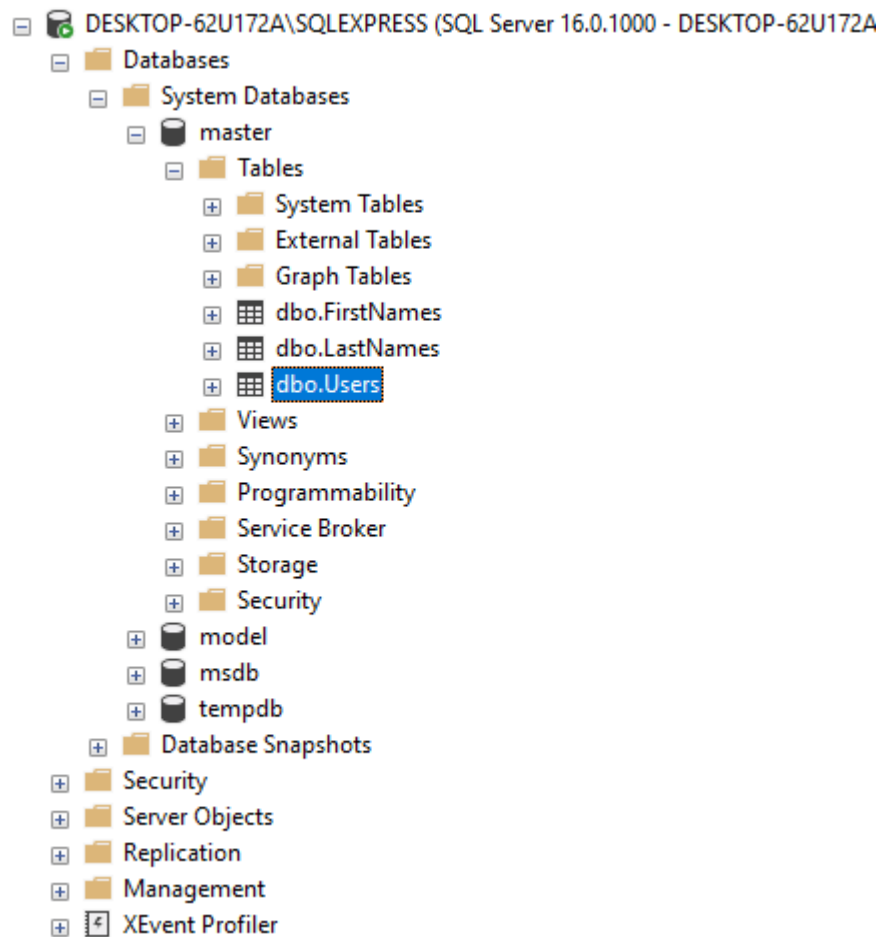 DESKTOP-62U172A\SQLEXPRESS (SQL Server 16.0.1000 - DESKTOP-62U172A
Databases
System Databases
master
Tables
System Tables
External Tables
Graph Tables
dbo.FirstNames
dbo.LastNames
dbo.Users
Views
Synonyms
Programmability
Service Broker
Storage
Security
model
msdb
tempdb
Database Snapshots
Security
Server Objects
Replication
Management
XEvent Profiler